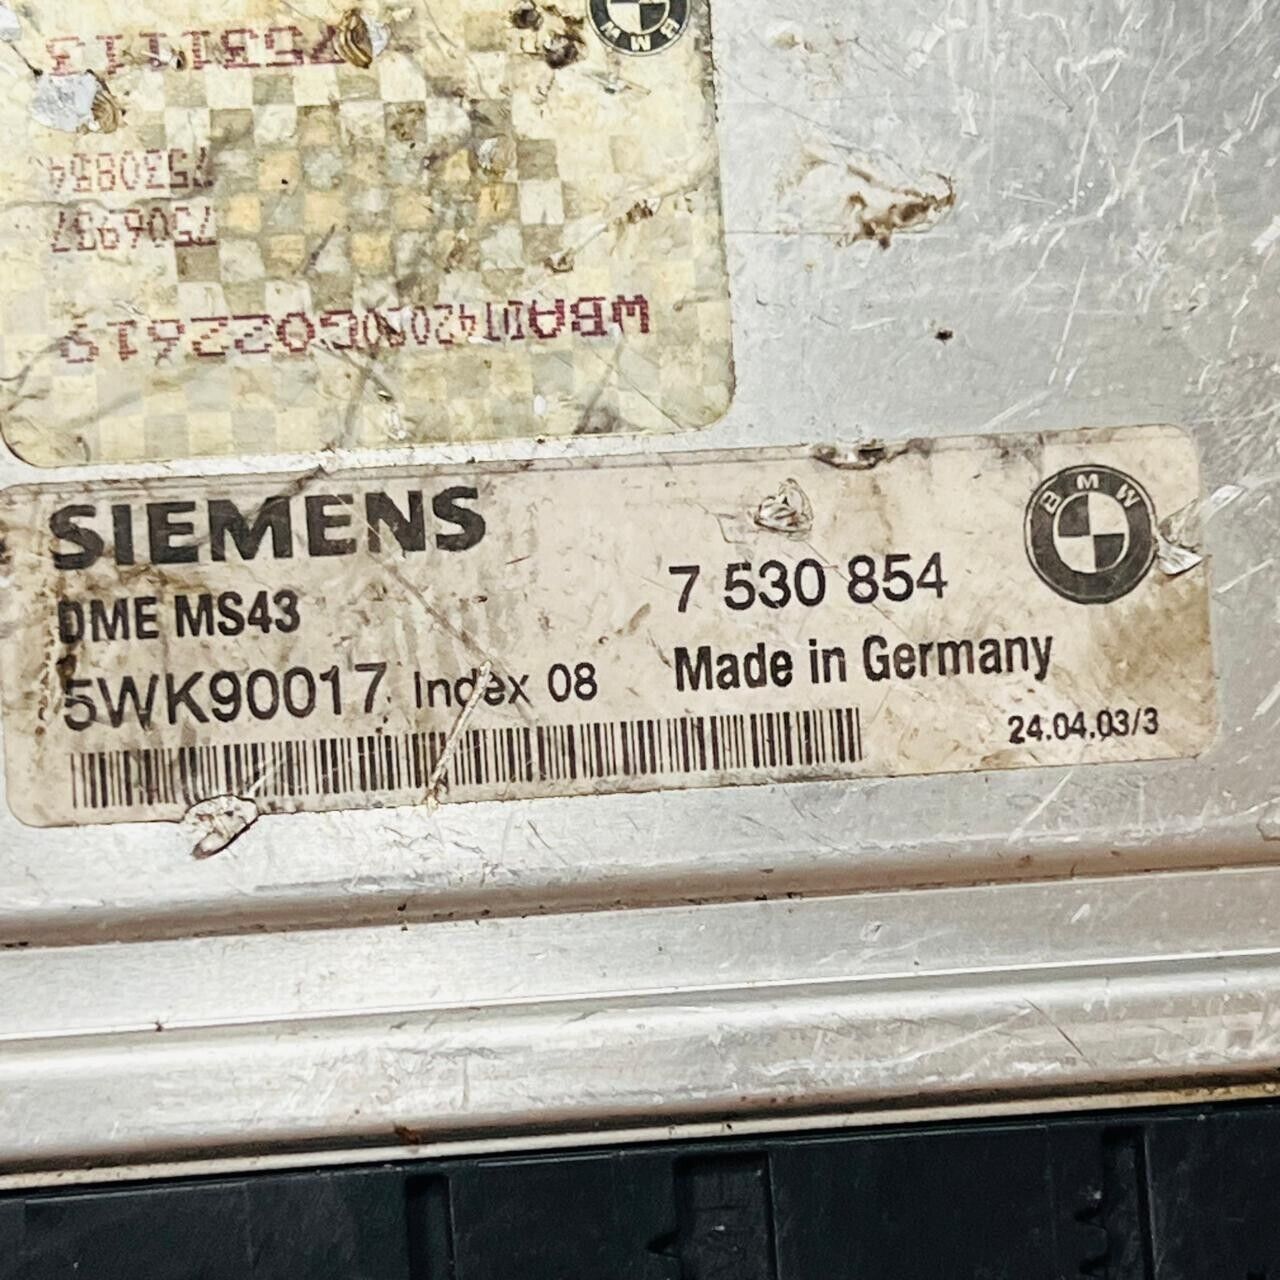 BMW
7531113
7530854
7506937
SIEMENS
BMW
DME MS43
7 530 854
5WK90017 Index 08
Made in Germany
24.04.03/3